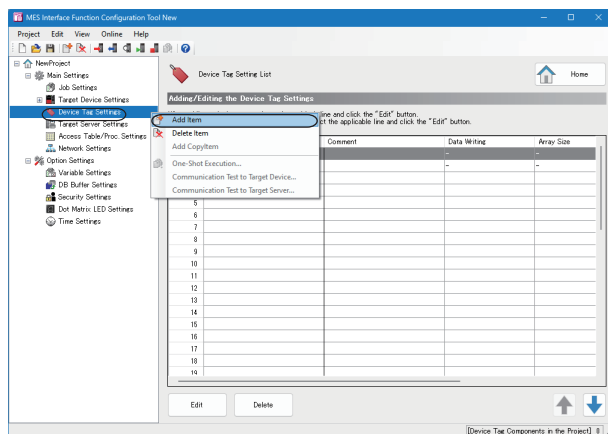 MES Interface Function Configuration Tool New
Project Edit View Online Help
NewProject
Main Settings
Job Settings
Target Device Settings
Device Tag Settings
Target Server Settings
Access Table/Proc. Settings
Network Settings
Option Settings
Variable Settings
DB Buffer Settings
Security Settings
Dot Matrix LED Settings
Time Settings
Device Tag Setting List
Home
Adding/Editing the Device Tag Settings
line and click the "Edit" button.
ct the applicable line and click the "Edit" button.
Add Item
Delete Item
Add CopyItem
One-Shot Execution...
Communication Test to Target Device...
Communication Test to Target Server...
Comment Data Writing Array Size
- -
- -
5
6
7
8
9
10
11
12
13
14
15
16
17
18
19
Edit Delete
[Device Tag Components in the Project] 0